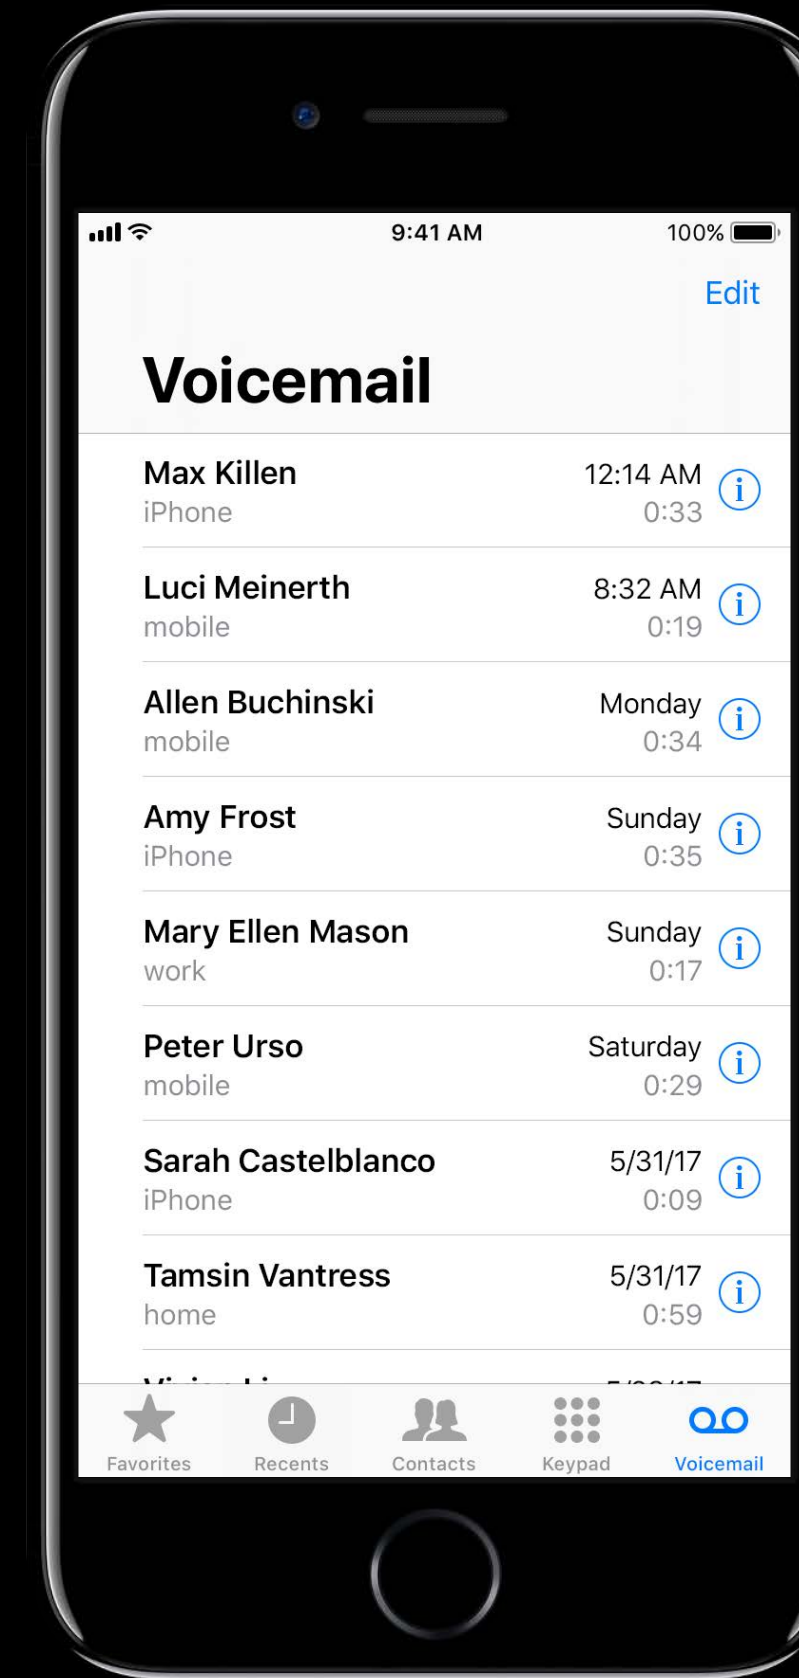 9:41 AM 100%
Edit
Voicemail
Max Killen 12:14 AM
iPhone 0:33
Luci Meinerth 8:32 AM
mobile 0:19
Allen Buchinski Monday
mobile 0:34
Amy Frost Sunday
iPhone 0:35
Mary Ellen Mason Sunday
work 0:17
Peter Urso Saturday
mobile 0:29
Sarah Castelblanco 5/31/17
iPhone 0:09
Tamsin Vantress 5/31/17
home 0:59
Favorites Recents Contacts Keypad Voicemail